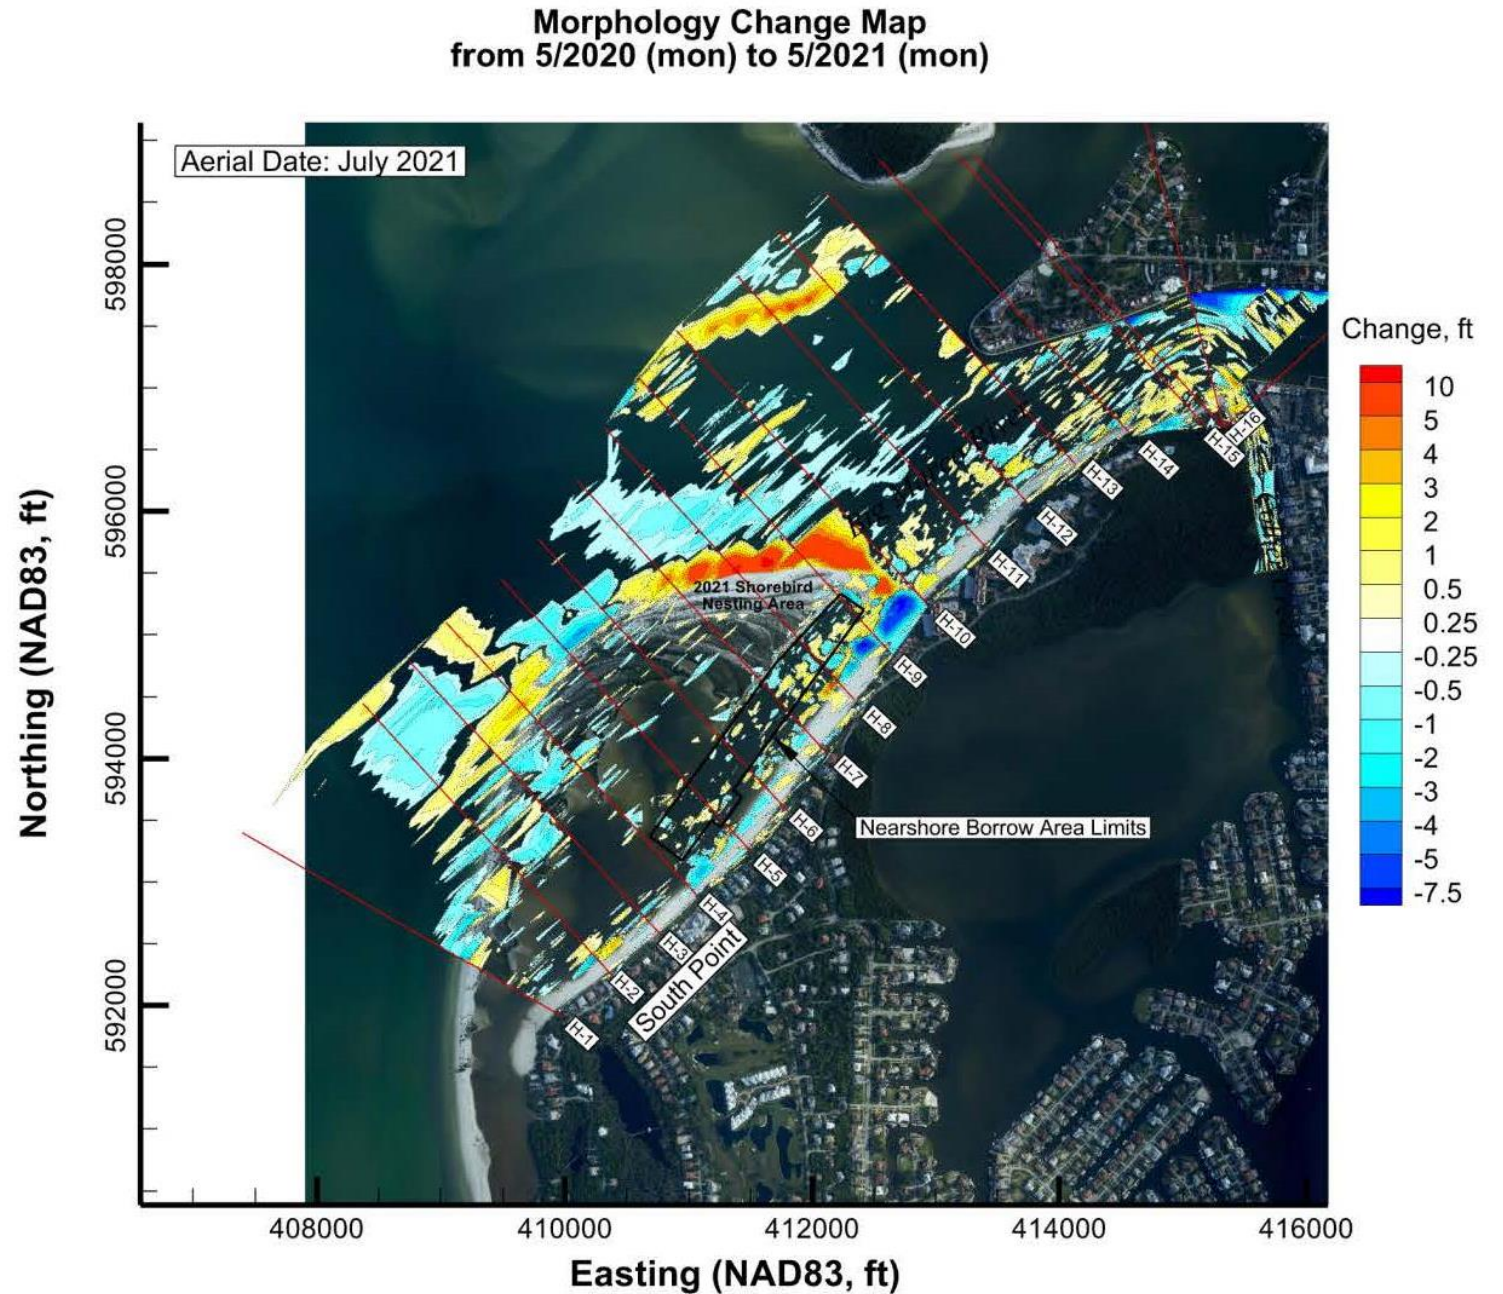 Morphology Change Map
from 5/2020 (mon) to 5/2021 (mon)
Aerial Date: July 2021
Northing (NAD83, ft)
598000
596000
594000
592000
Big Marco River
2021 Shorebird
Nesting Area
Nearshore Borrow Area Limits
South Point
H-16
H-15
H-14
H-13
H-12
H-11
H-10
H-9
H-8
H-7
H-6
H-5
H-4
H-3
H-2
H-1
Change, ft
10
5
4
3
2
1
0.5
0.25
-0.25
-0.5
-1
-2
-3
-4
-5
-7.5
408000
410000
412000
414000
416000
Easting (NAD83, ft)